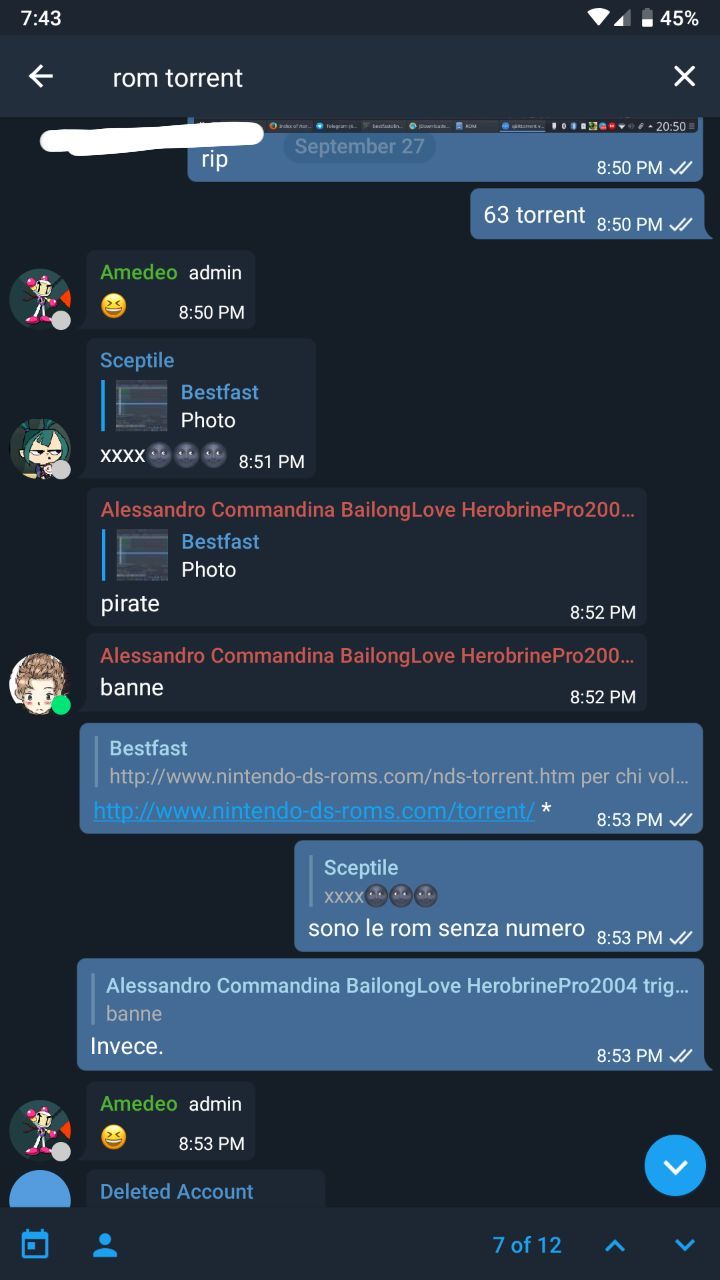 7:43
45%
rom torrent
20:50
September 27
rip
8:50 PM
63 torrent
8:50 PM
Amedeo admin
8:50 PM
Sceptile
Bestfast
Photo
xxxx
8:51 PM
Alessandro Commandina BailongLove HerobrinePro200...
Bestfast
Photo
pirate
8:52 PM
Alessandro Commandina BailongLove HerobrinePro200...
banne
8:52 PM
Bestfast
http://www.nintendo-ds-roms.com/nds-torrent.htm per chi vol...
http://www.nintendo-ds-roms.com/torrent/ *
8:53 PM
Sceptile
xxxx
sono le rom senza numero
8:53 PM
Alessandro Commandina BailongLove HerobrinePro2004 trig...
banne
Invece.
8:53 PM
Amedeo admin
8:53 PM
Deleted Account
7 of 12